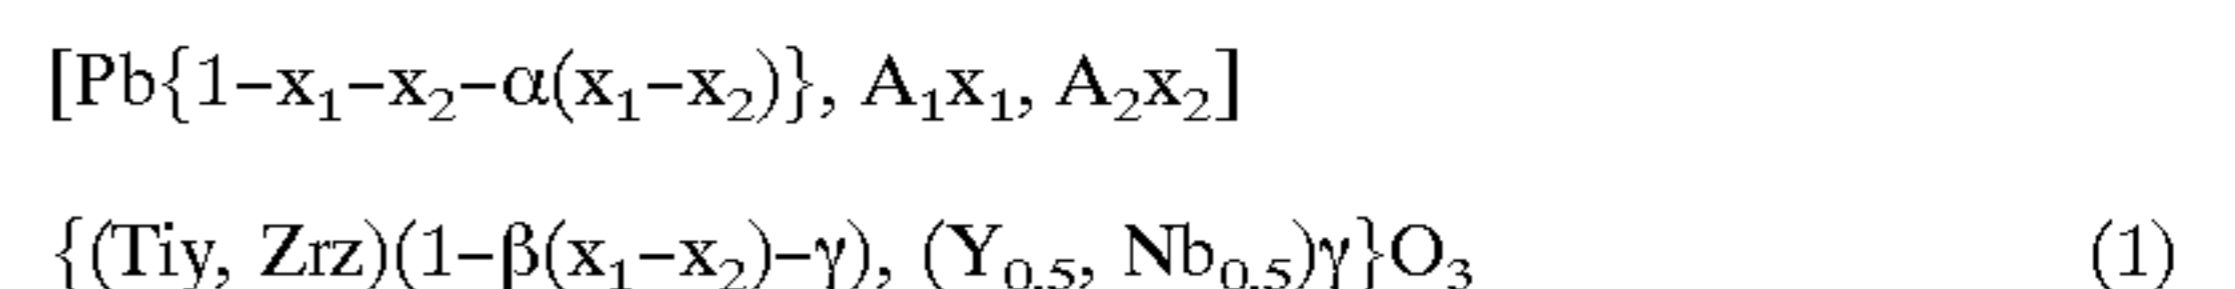 [Pb{1–x₁–x₂–α(x₁–x₂)}, A₁x₁, A₂x₂]
{(Tiy, Zrz)(1–β(x₁–x₂)–γ), (Y₀.₅, Nb₀.₅)γ}O₃ (1)